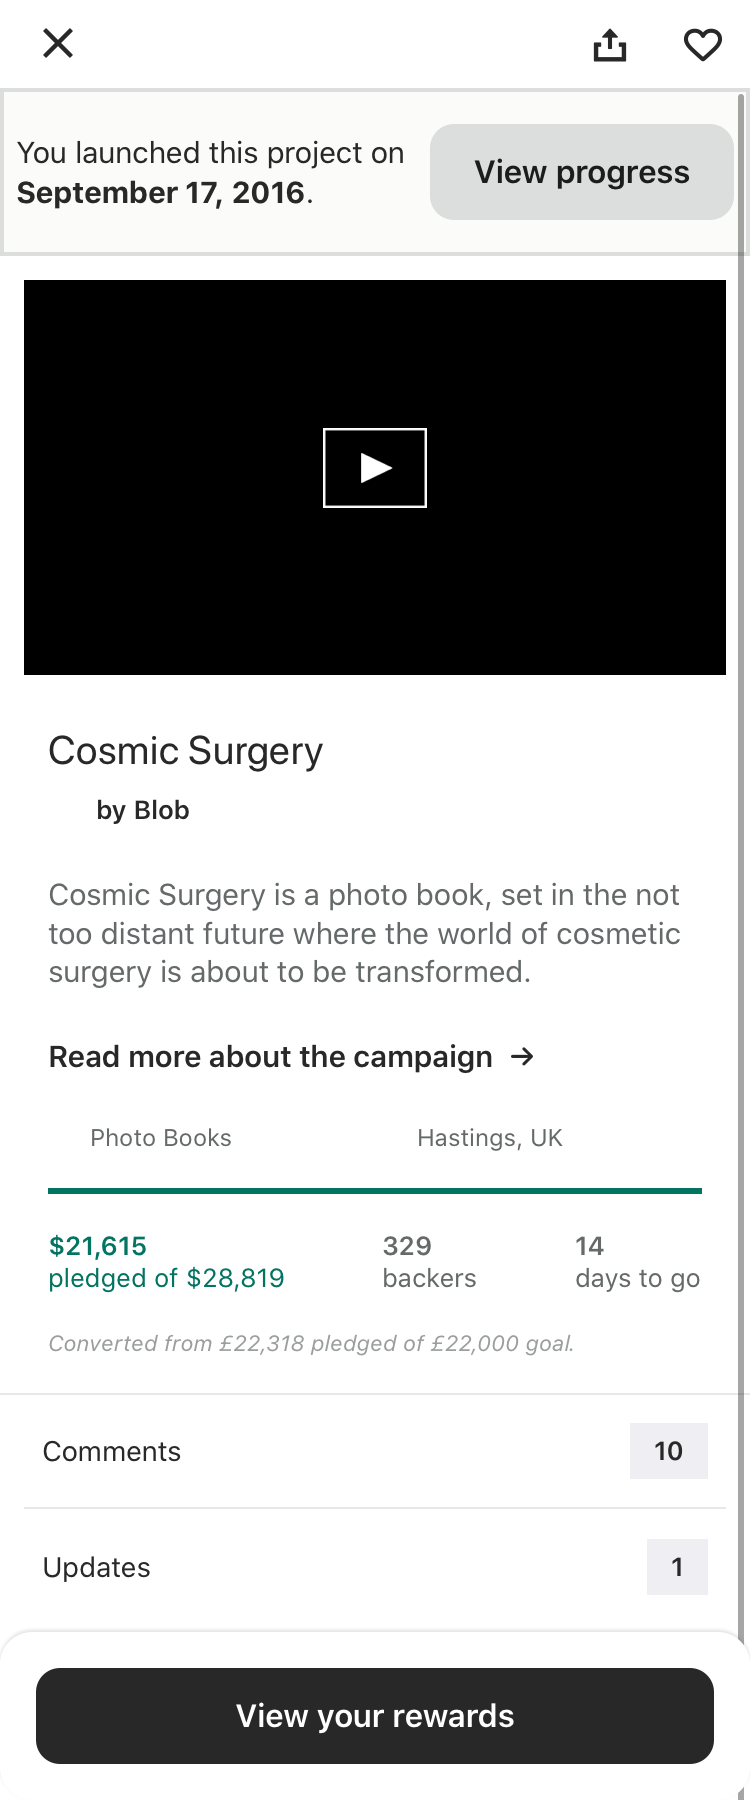 You launched this project on
September 17, 2016.
View progress
Cosmic Surgery
by Blob
Cosmic Surgery is a photo book, set in the not
too distant future where the world of cosmetic
surgery is about to be transformed.
Read more about the campaign →
Photo Books
Hastings, UK
$21,615
pledged of $28,819
329
backers
14
days to go
Converted from £22,318 pledged of £22,000 goal.
Comments
10
Updates
1
View your rewards